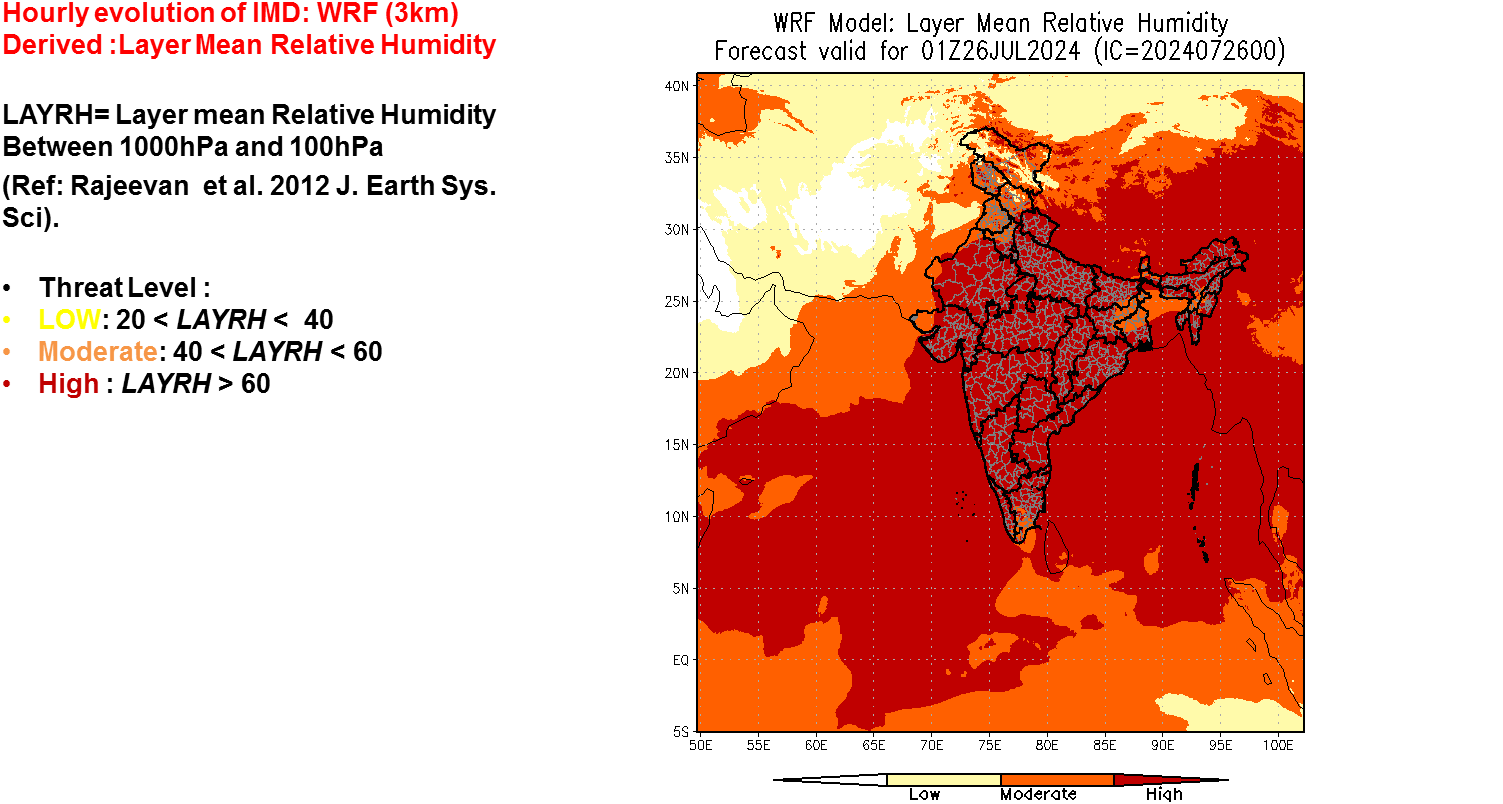 Hourly evolution of IMD: WRF (3km)
Derived :Layer Mean Relative Humidity
LAYRH= Layer mean Relative Humidity
Between 1000hPa and 100hPa
(Ref: Rajeevan et al. 2012 J. Earth Sys.
Sci).
• Threat Level :
• LOW: 20 < LAYRH < 40
• Moderate: 40 < LAYRH < 60
• High : LAYRH > 60
WRF Model: Layer Mean Relative Humidity
Forecast valid for 01Z26JUL2024 (IC=2024072600)
40N
35N
30N
25N
20N
15N
10N
5N
EQ
5S
50E 55E 60E 65E 70E 75E 80E 85E 90E 95E 100E
Low Moderate High